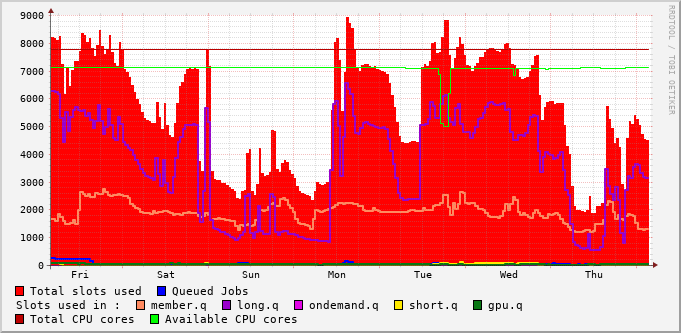 9000
8000
7000
6000
5000
4000
3000
2000
1000
0
Fri Sat Sun Mon Tue Wed Thu
RRDTOOL / TOBI OETIKER
Total slots used Queued Jobs
Slots used in : member.q long.q ondemand.q short.q gpu.q
Total CPU cores Available CPU cores